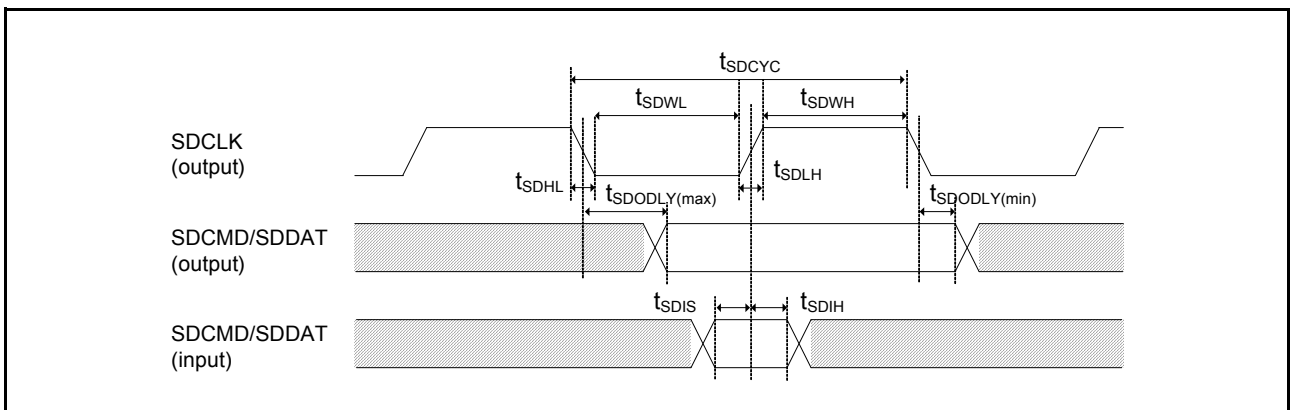 tSDCYC
tSDWL
tSDWH
SDCLK
(output)
tSDHL
tSDLH
tSDODLY(max)
tSDODLY(min)
SDCMD/SDDAT
(output)
tSDIS
tSDIH
SDCMD/SDDAT
(input)